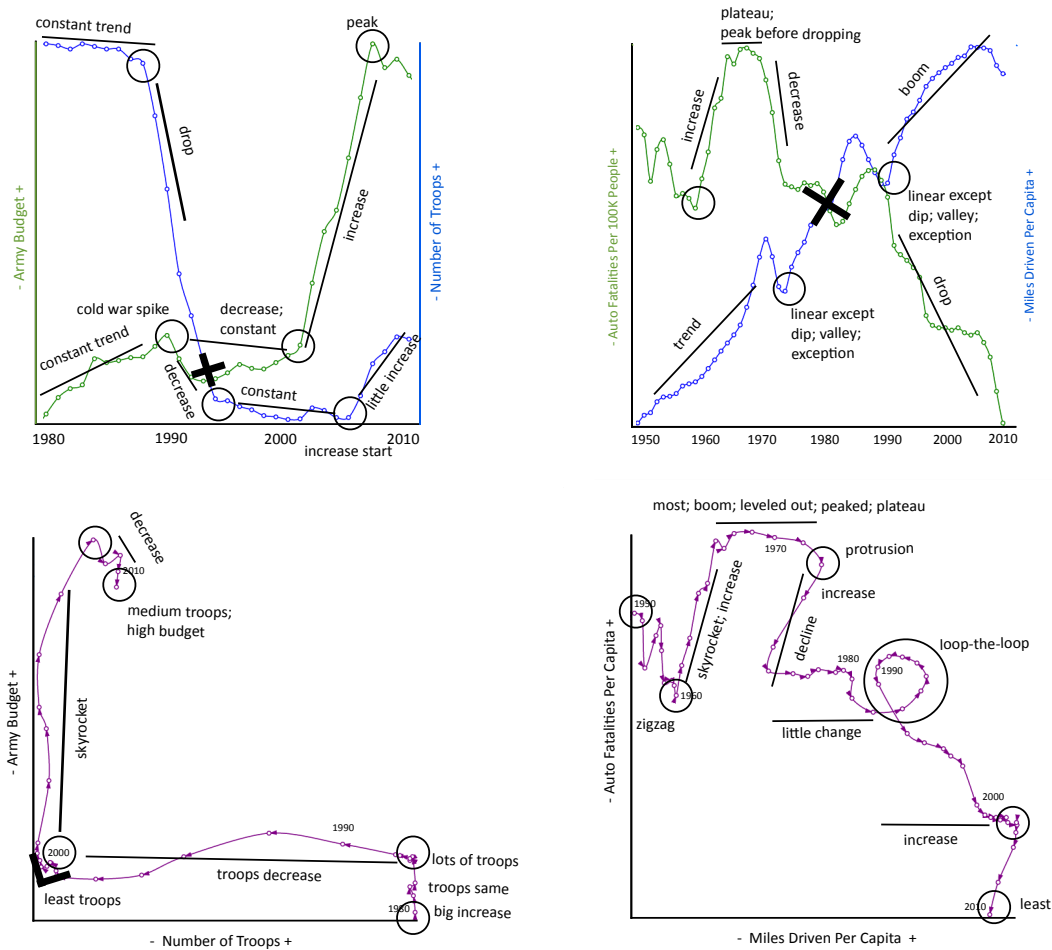 constant trend
peak
drop
increase
cold war spike
decrease;
constant
constant trend
decrease
constant
little increase
- Army Budget +
- Number of Troops +
1980
1990
2000
2010
increase start
plateau;
peak before dropping
increase
decrease
boom
linear except
dip; valley;
exception
trend
linear except
dip; valley;
exception
drop
- Auto Fatalities Per 100K People +
- Miles Driven Per Capita +
1950
1960
1970
1980
1990
2000
2010
decrease
2010
medium troops;
high budget
skyrocket
- Army Budget +
2000
1990
lots of troops
troops decrease
troops same
least troops
1980
big increase
- Number of Troops +
most; boom; leveled out; peaked; plateau
1970
protrusion
increase
1990
skyrocket; increase
decline
loop-the-loop
1980
1990
1960
zigzag
little change
- Auto Fatalities Per Capita +
2000
increase
2010
least
- Miles Driven Per Capita +